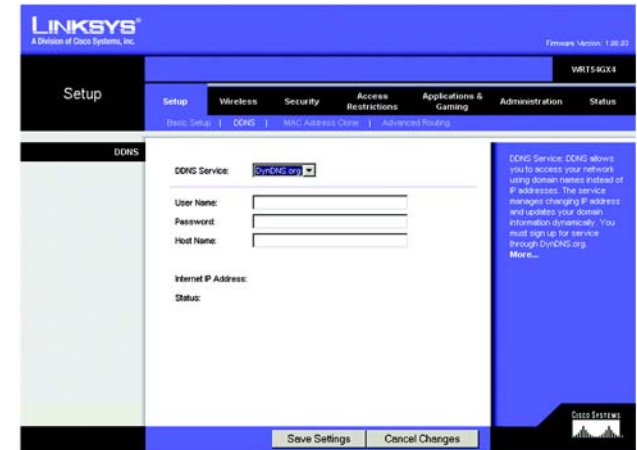 LINKSYS®
A Division of Cisco Systems, Inc.
Firmware Version: 1.00.03
WRT54GX4
Setup
Setup Wireless Security Access Restrictions Applications & Gaming Administration Status
Basic Setup | DDNS | MAC Address Clone | Advanced Routing
DDNS
DDNS Service: DynDNS.org
User Name:
Password:
Host Name:
Internet IP Address:
Status:
DDNS Service: DDNS allows
you to access your network
using domain names instead of
IP addresses. The service
manages changing IP address
and updates your domain
information dynamically. You
must sign up for service
through DynDNS.org.
More...
Save Settings Cancel Changes
CISCO SYSTEMS